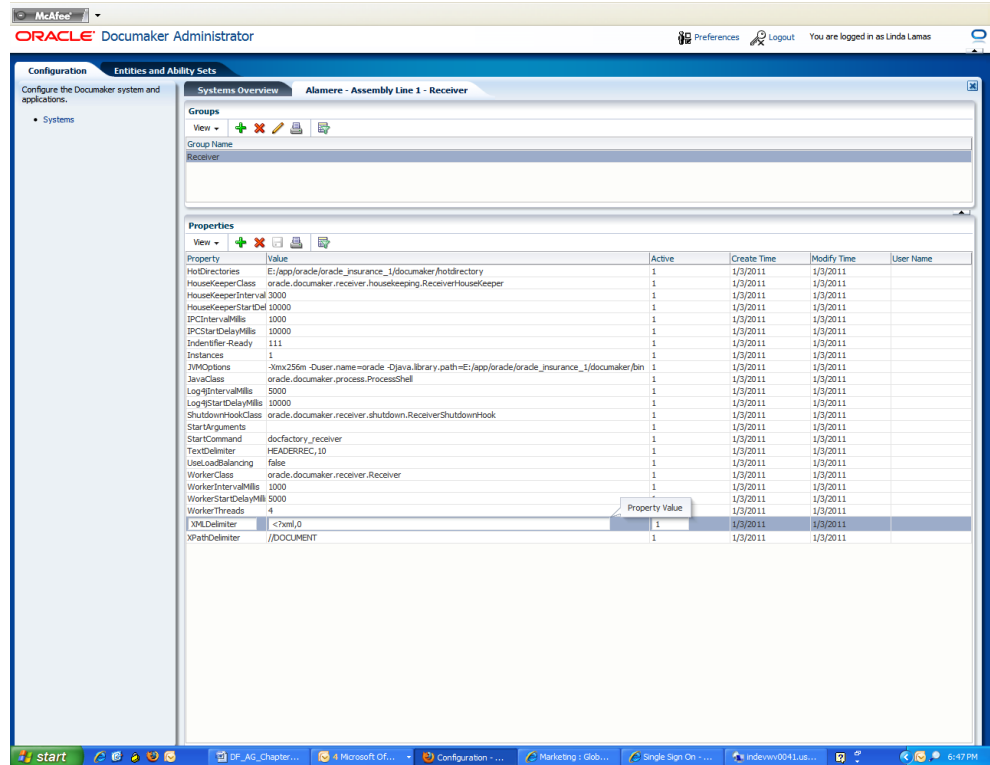 McAfee
ORACLE Documaker Administrator
Preferences Logout You are logged in as Linda Lamas
Configuration Entities and Ability Sets
Configure the Documaker system and applications.
Systems
Systems Overview Alamere - Assembly Line 1 - Receiver
Groups
View
Group Name
Receiver
Properties
View
Property Value Active Create Time Modify Time User Name
HotDirectories E:/app/oracle/oracle_insurance_1/documaker/hotdirectory 1 1/3/2011 1/3/2011
HouseKeeperClass oracle.documaker.receiver.housekeeping.ReceiverHouseKeeper 1 1/3/2011 1/3/2011
HouseKeeperInterval 3000 1 1/3/2011 1/3/2011
HouseKeeperStartDel 10000 1 1/3/2011 1/3/2011
IPCIntervalMillis 1000 1 1/3/2011 1/3/2011
IPCStartDelayMillis 10000 1 1/3/2011 1/3/2011
Indentifier-Ready 111 1 1/3/2011 1/3/2011
Instances 1 1 1/3/2011 1/3/2011
JVMOptions -Xmx256m -Duser.name=oracle -Djava.library.path=E:/app/oracle/oracle_insurance_1/documaker/bin 1 1/3/2011 1/3/2011
JavaClass oracle.documaker.process.ProcessShell 1 1/3/2011 1/3/2011
Log4jIntervalMillis 5000 1 1/3/2011 1/3/2011
Log4jStartDelayMillis 10000 1 1/3/2011 1/3/2011
ShutdownHookClass oracle.documaker.receiver.shutdown.ReceiverShutdownHook 1 1/3/2011 1/3/2011
StartArguments 1 1/3/2011 1/3/2011
StartCommand docfactory_receiver 1 1/3/2011 1/3/2011
TextDelimiter HEADERREC,10 1 1/3/2011 1/3/2011
UseLoadBalancing false 1 1/3/2011 1/3/2011
WorkerClass oracle.documaker.receiver.Receiver 1 1/3/2011 1/3/2011
WorkerIntervalMillis 1000 1 1/3/2011 1/3/2011
WorkerStartDelayMilli 5000 1/3/2011 1/3/2011
WorkerThreads 4 Property Value 1/3/2011 1/3/2011
XMLDelimiter <?xml,0 1 1/3/2011 1/3/2011
XPathDelimiter //DOCUMENT 1 1/3/2011 1/3/2011
start DF_AG_Chapter... 4 Microsoft Of... Configuration - ... Marketing : Glob... Single Sign On - ... indevwv0041.us... 6:47 PM